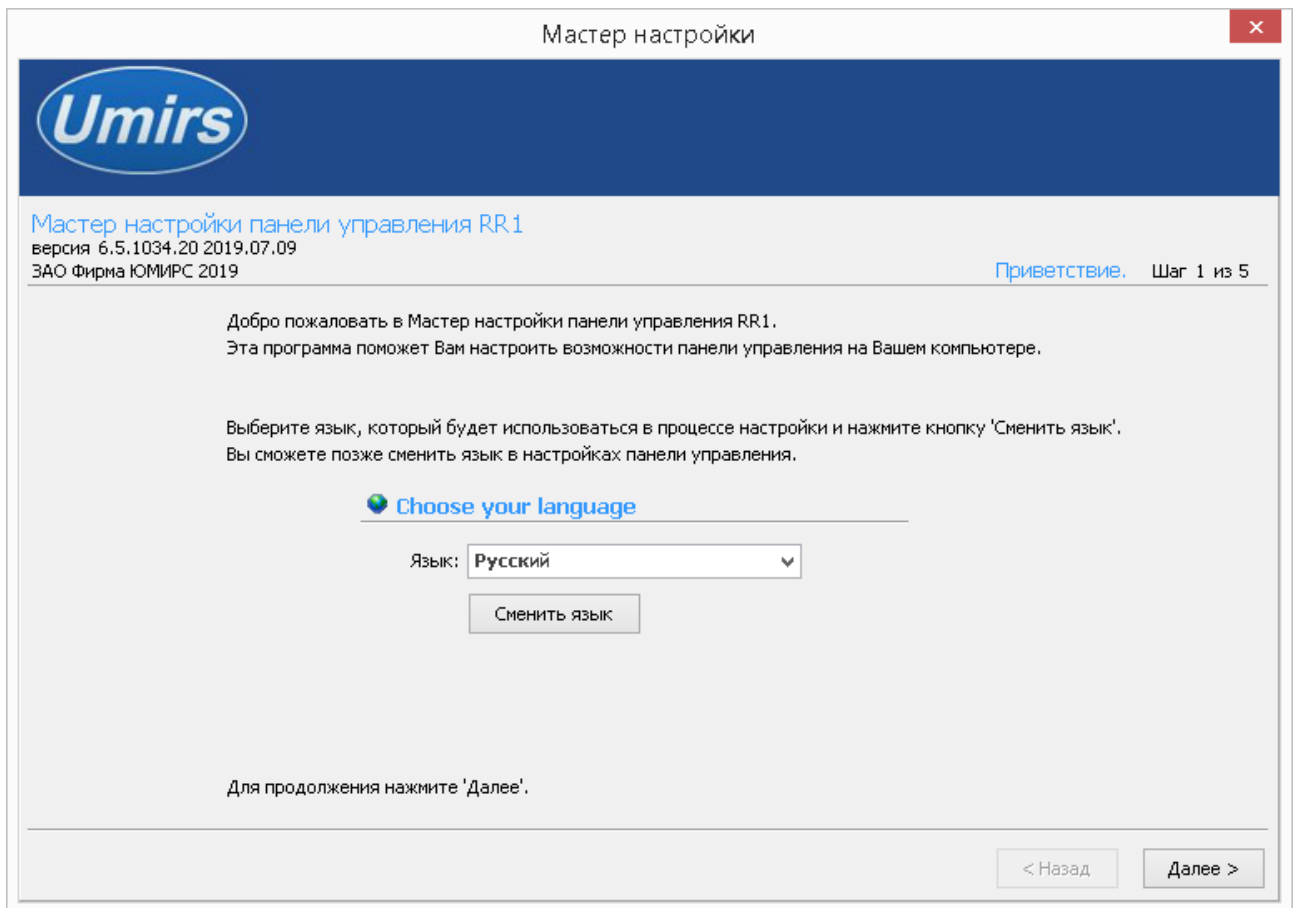 Мастер настройки
Umirs
Мастер настройки панели управления RR1
версия 6.5.1034.20 2019.07.09
ЗАО Фирма ЮМИРС 2019
Приветствие. Шаг 1 из 5
Добро пожаловать в Мастер настройки панели управления RR1.
Эта программа поможет Вам настроить возможности панели управления на Вашем компьютере.
Выберите язык, который будет использоваться в процессе настройки и нажмите кнопку 'Сменить язык'.
Вы сможете позже сменить язык в настройках панели управления.
Choose your language
Язык: Русский
Сменить язык
Для продолжения нажмите 'Далее'.
< Назад Далее >